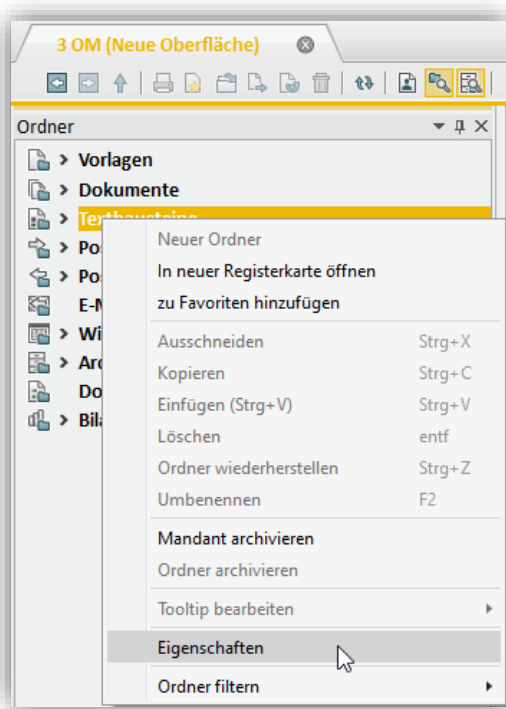 3 OM (Neue Oberfläche)
Ordner
Vorlagen
Dokumente
Textbausteine
Neuer Ordner
In neuer Registerkarte öffnen
zu Favoriten hinzufügen
Ausschneiden Strg+X
Kopieren Strg+C
Einfügen (Strg+V) Strg+V
Löschen entf
Ordner wiederherstellen Strg+Z
Umbenennen F2
Mandant archivieren
Ordner archivieren
Tooltip bearbeiten
Eigenschaften
Ordner filtern